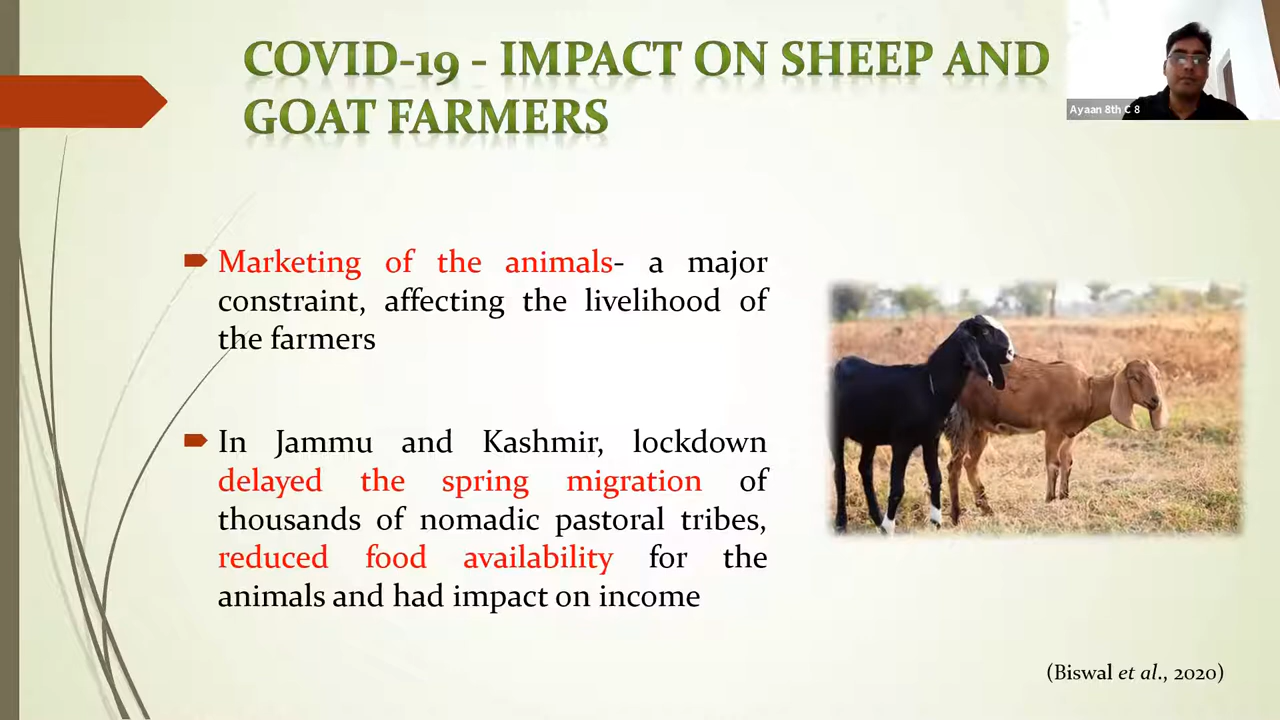 COVID-19 - IMPACT ON SHEEP AND
GOAT FARMERS
Ayaan 8th C 8
Marketing of the animals- a major
constraint, affecting the livelihood of
the farmers
In Jammu and Kashmir, lockdown
delayed the spring migration of
thousands of nomadic pastoral tribes,
reduced food availability for the
animals and had impact on income
(Biswal et al., 2020)